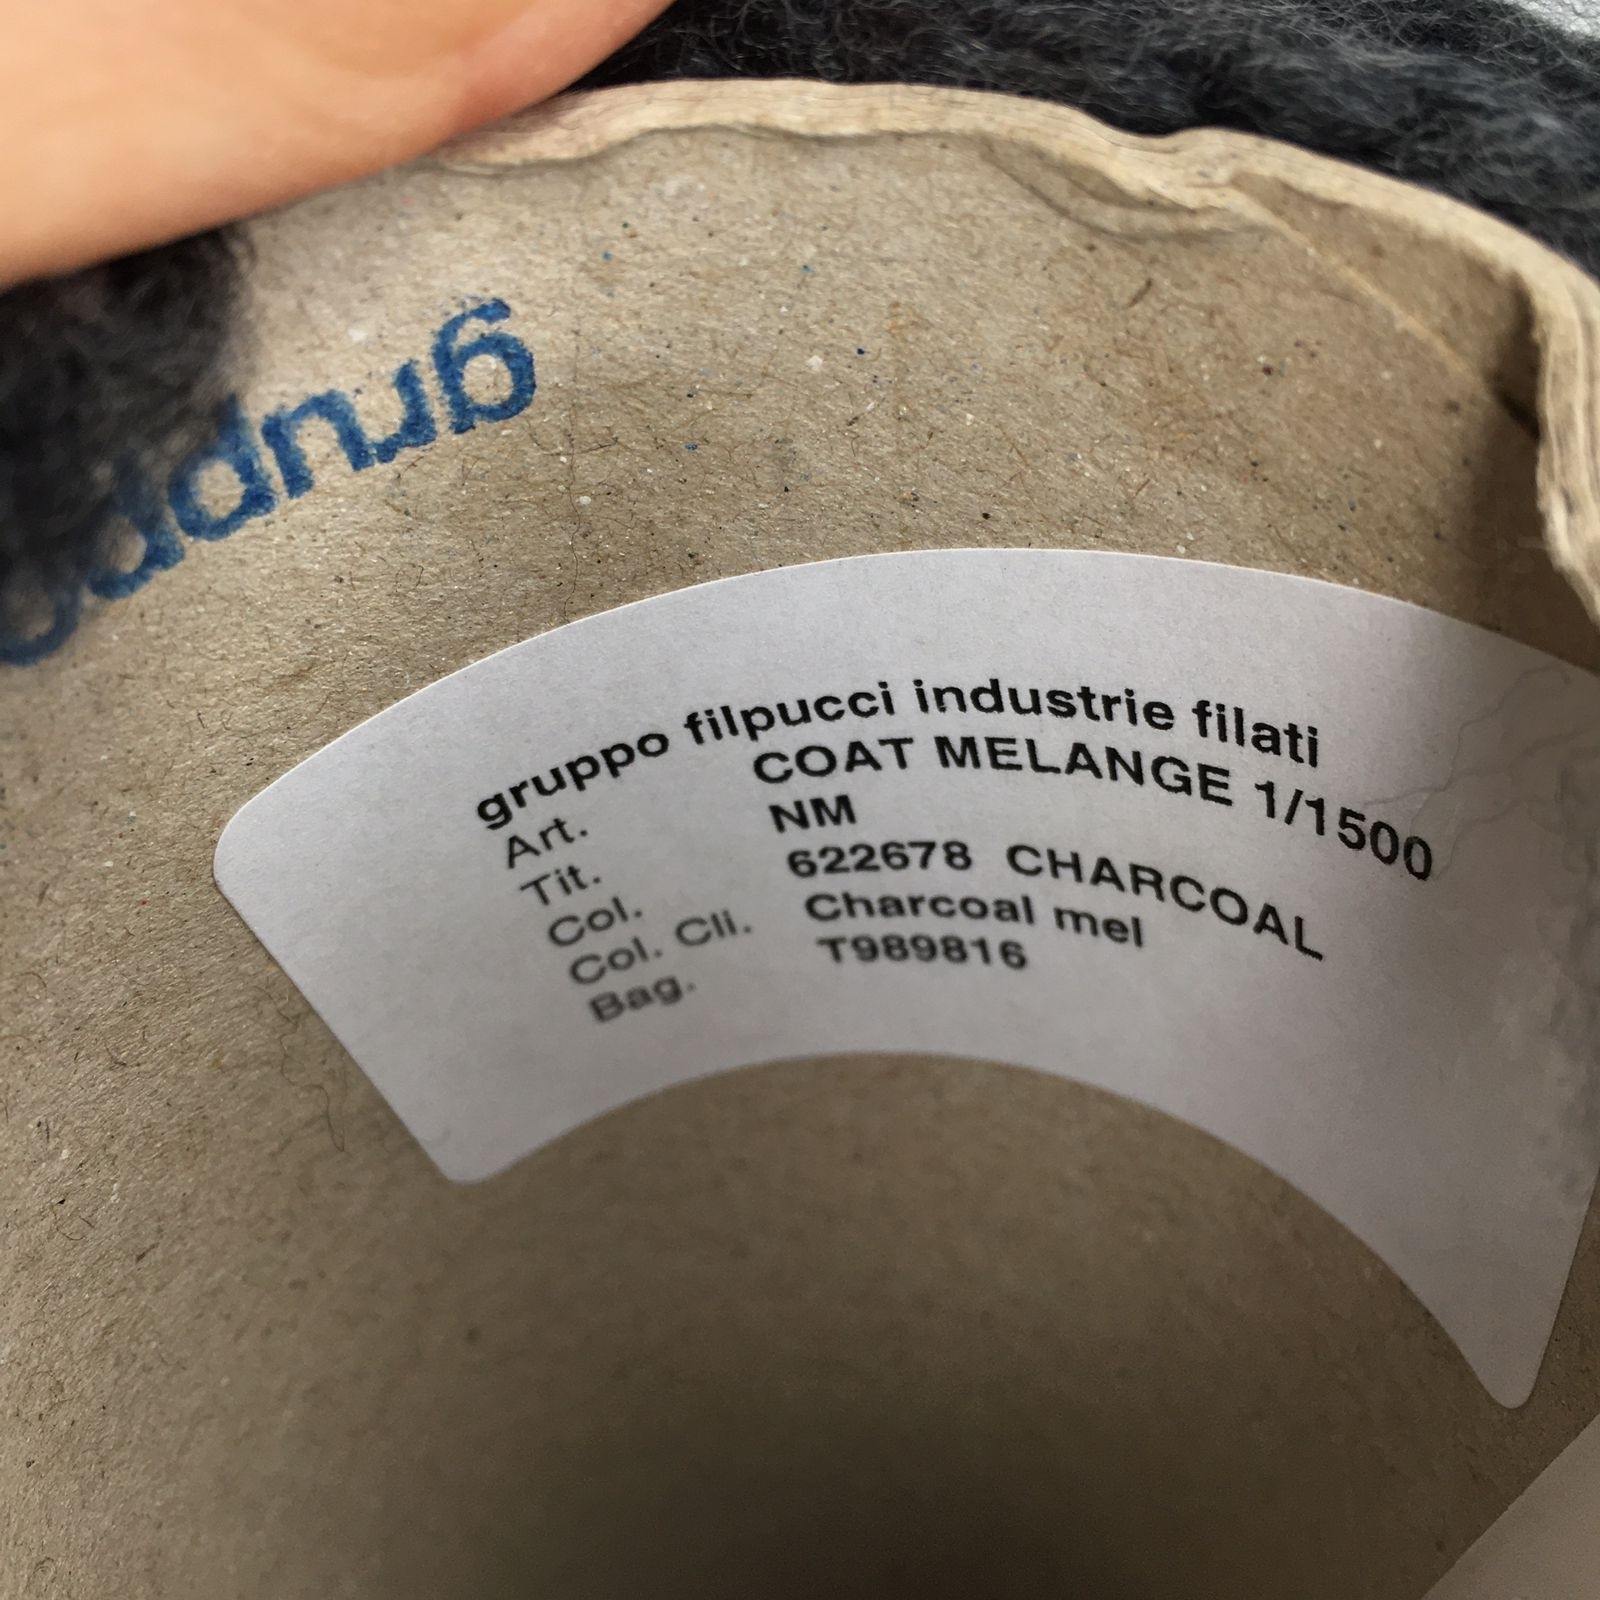 gruppo
gruppo filpucci industrie filati
Art. COAT MELANGE 1/1500
Tit. NM
Col. 622678 CHARCOAL
Col. Cli. Charcoal mel
Bag. T989816